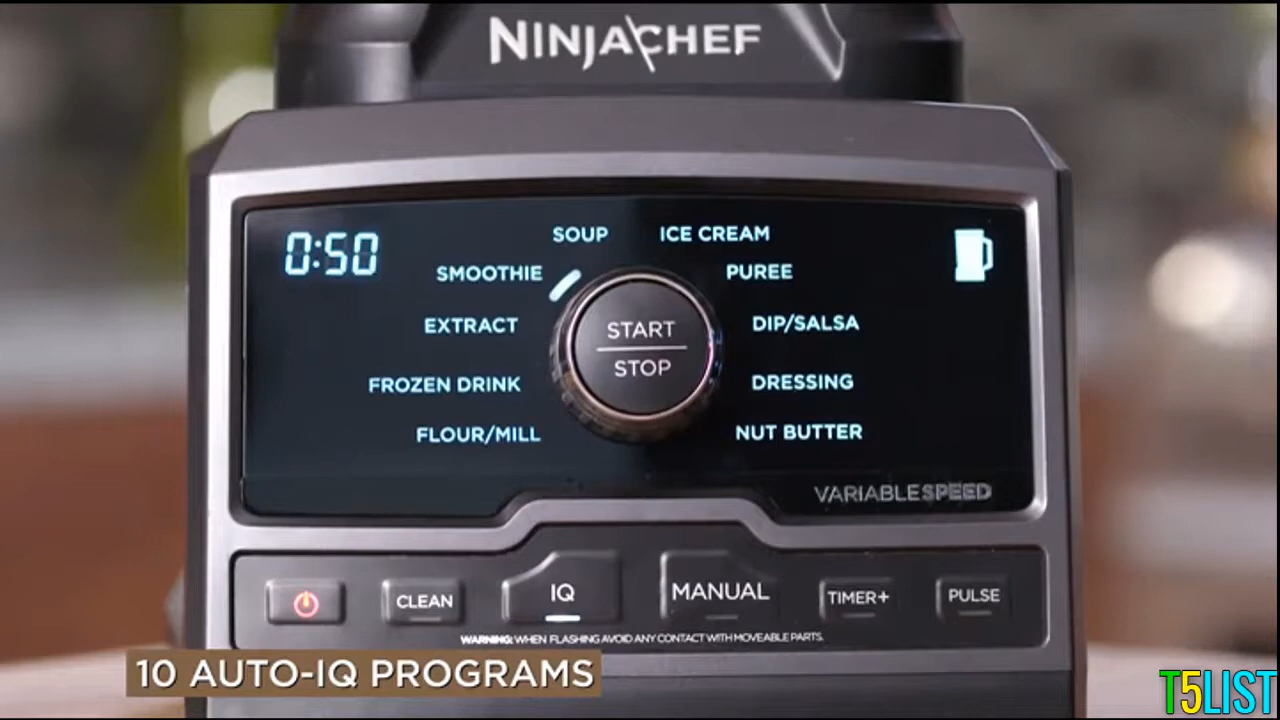 NINJA CHEF
0:50
SOUP
ICE CREAM
SMOOTHIE
PUREE
EXTRACT
DIP/SALSA
FROZEN DRINK
DRESSING
FLOUR/MILL
NUT BUTTER
START
STOP
VARIABLESPEED
CLEAN
IQ
MANUAL
TIMER+
PULSE
WARNING: WHEN FLASHING AVOID ANY CONTACT WITH MOVEABLE PARTS.
10 AUTO-IQ PROGRAMS
T5LIST